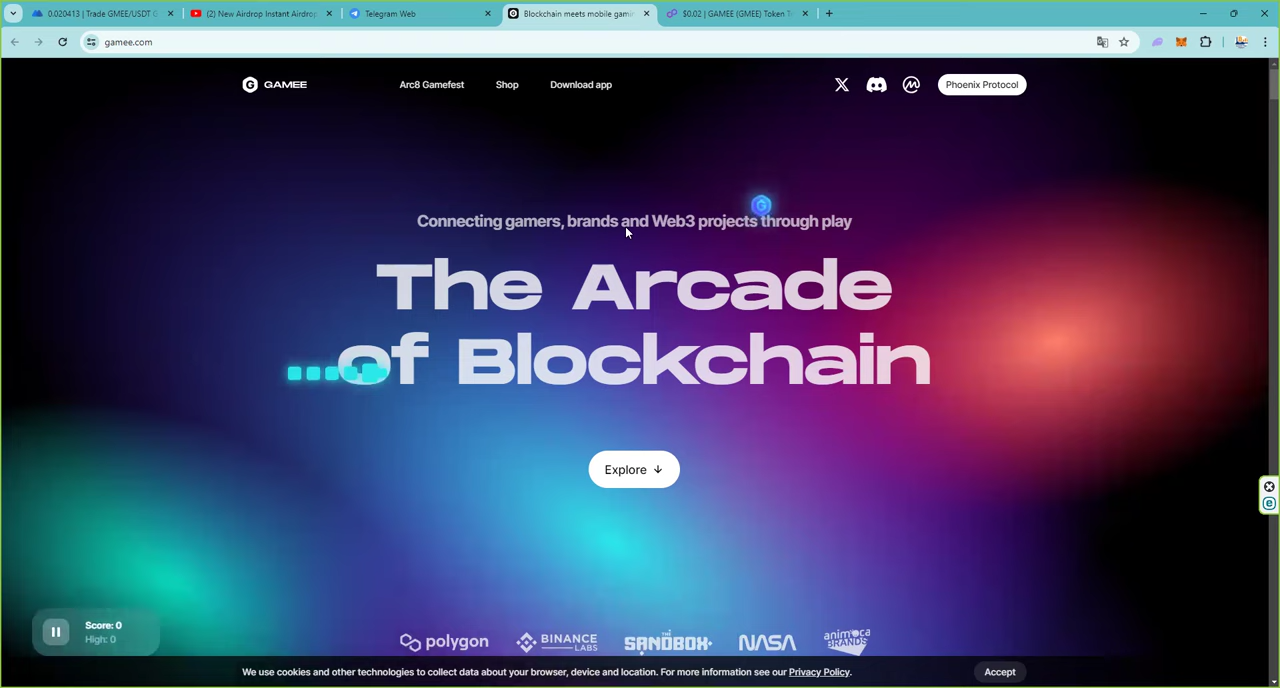 0.020413 | Trade GMEE/USDT G
(2) New Airdrop Instant Airdrop
Telegram Web
Blockchain meets mobile gami
$0.02 | GAMEE (GMEE) Token T
gamee.com
GAMEE
Arc8 Gamefest
Shop
Download app
Phoenix Protocol
Connecting gamers, brands and Web3 projects through play
The Arcade
of Blockchain
Explore ↓
Score: 0
High: 0
polygon
BINANCE LABS
THE SANDBOX
NASA
animoca BRANDS
We use cookies and other technologies to collect data about your browser, device and location. For more information see our Privacy Policy.
Accept